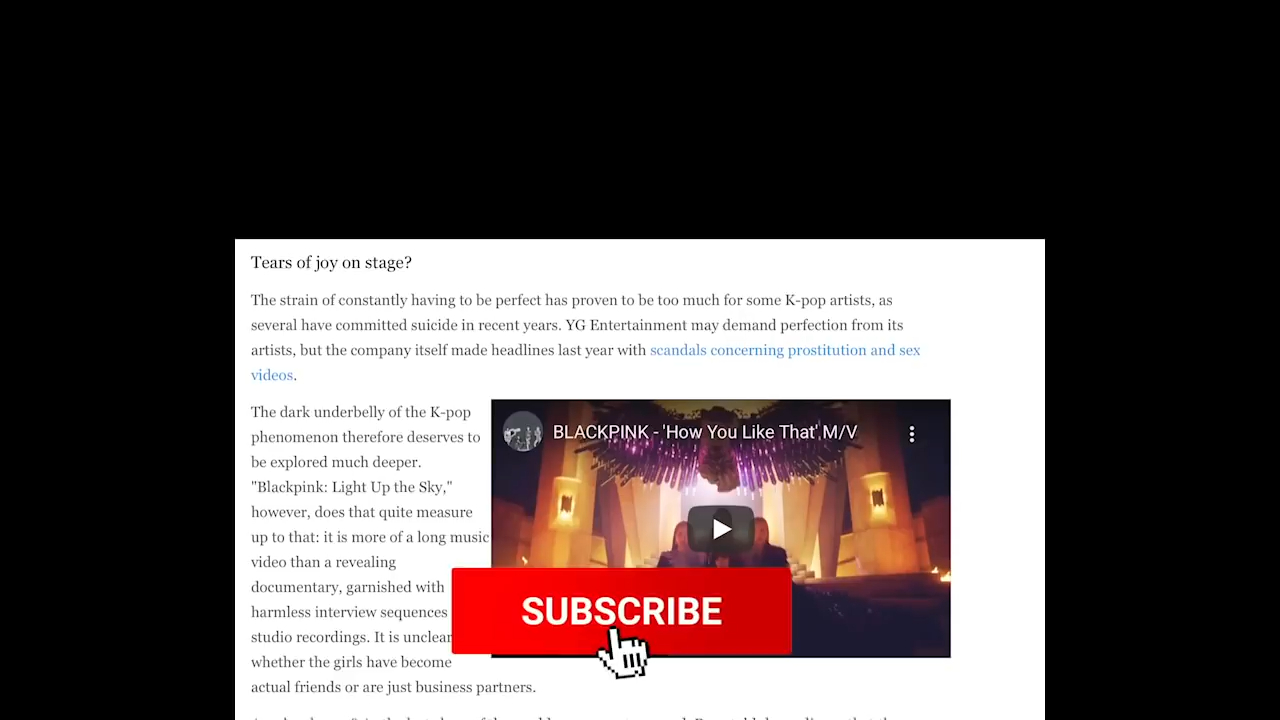 Tears of joy on stage?
The strain of constantly having to be perfect has proven to be too much for some K-pop artists, as
several have committed suicide in recent years. YG Entertainment may demand perfection from its
artists, but the company itself made headlines last year with scandals concerning prostitution and sex
videos.
The dark underbelly of the K-pop
phenomenon therefore deserves to
be explored much deeper.
"Blackpink: Light Up the Sky,"
however, does that quite measure
up to that: it is more of a long music
video than a revealing
documentary, garnished with
harmless interview sequences
studio recordings. It is unclear
whether the girls have become
actual friends or are just business partners.
BLACKPINK - 'How You Like That' M/V
SUBSCRIBE